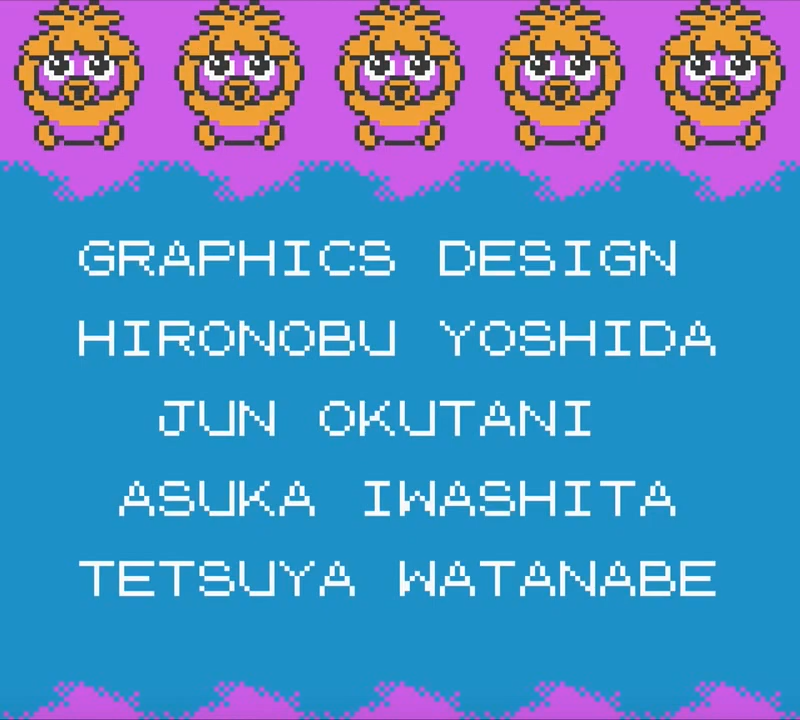 GRAPHICS DESIGN
HIRONOBU YOSHIDA
JUN OKUTANI
ASUKA IWASHITA
TETSUYA WATANABE